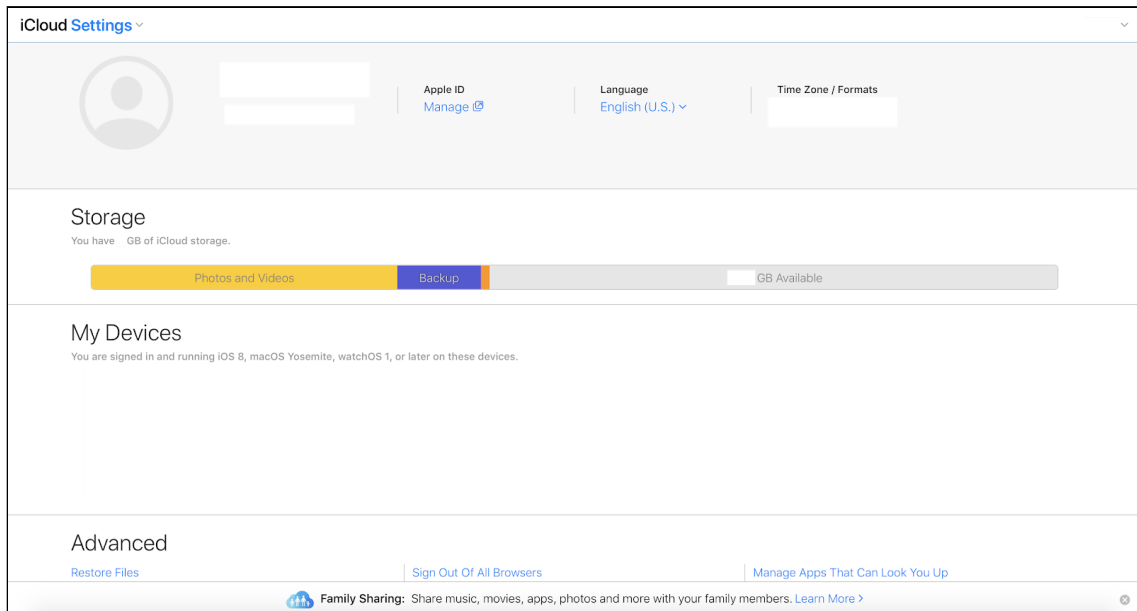 iCloud Settings
Apple ID
Manage
Language
English (U.S.)
Time Zone / Formats
Storage
You have GB of iCloud storage.
Photos and Videos
Backup
GB Available
My Devices
You are signed in and running iOS 8, macOS Yosemite, watchOS 1, or later on these devices.
Advanced
Restore Files
Sign Out Of All Browsers
Manage Apps That Can Look You Up
Family Sharing: Share music, movies, apps, photos and more with your family members. Learn More >